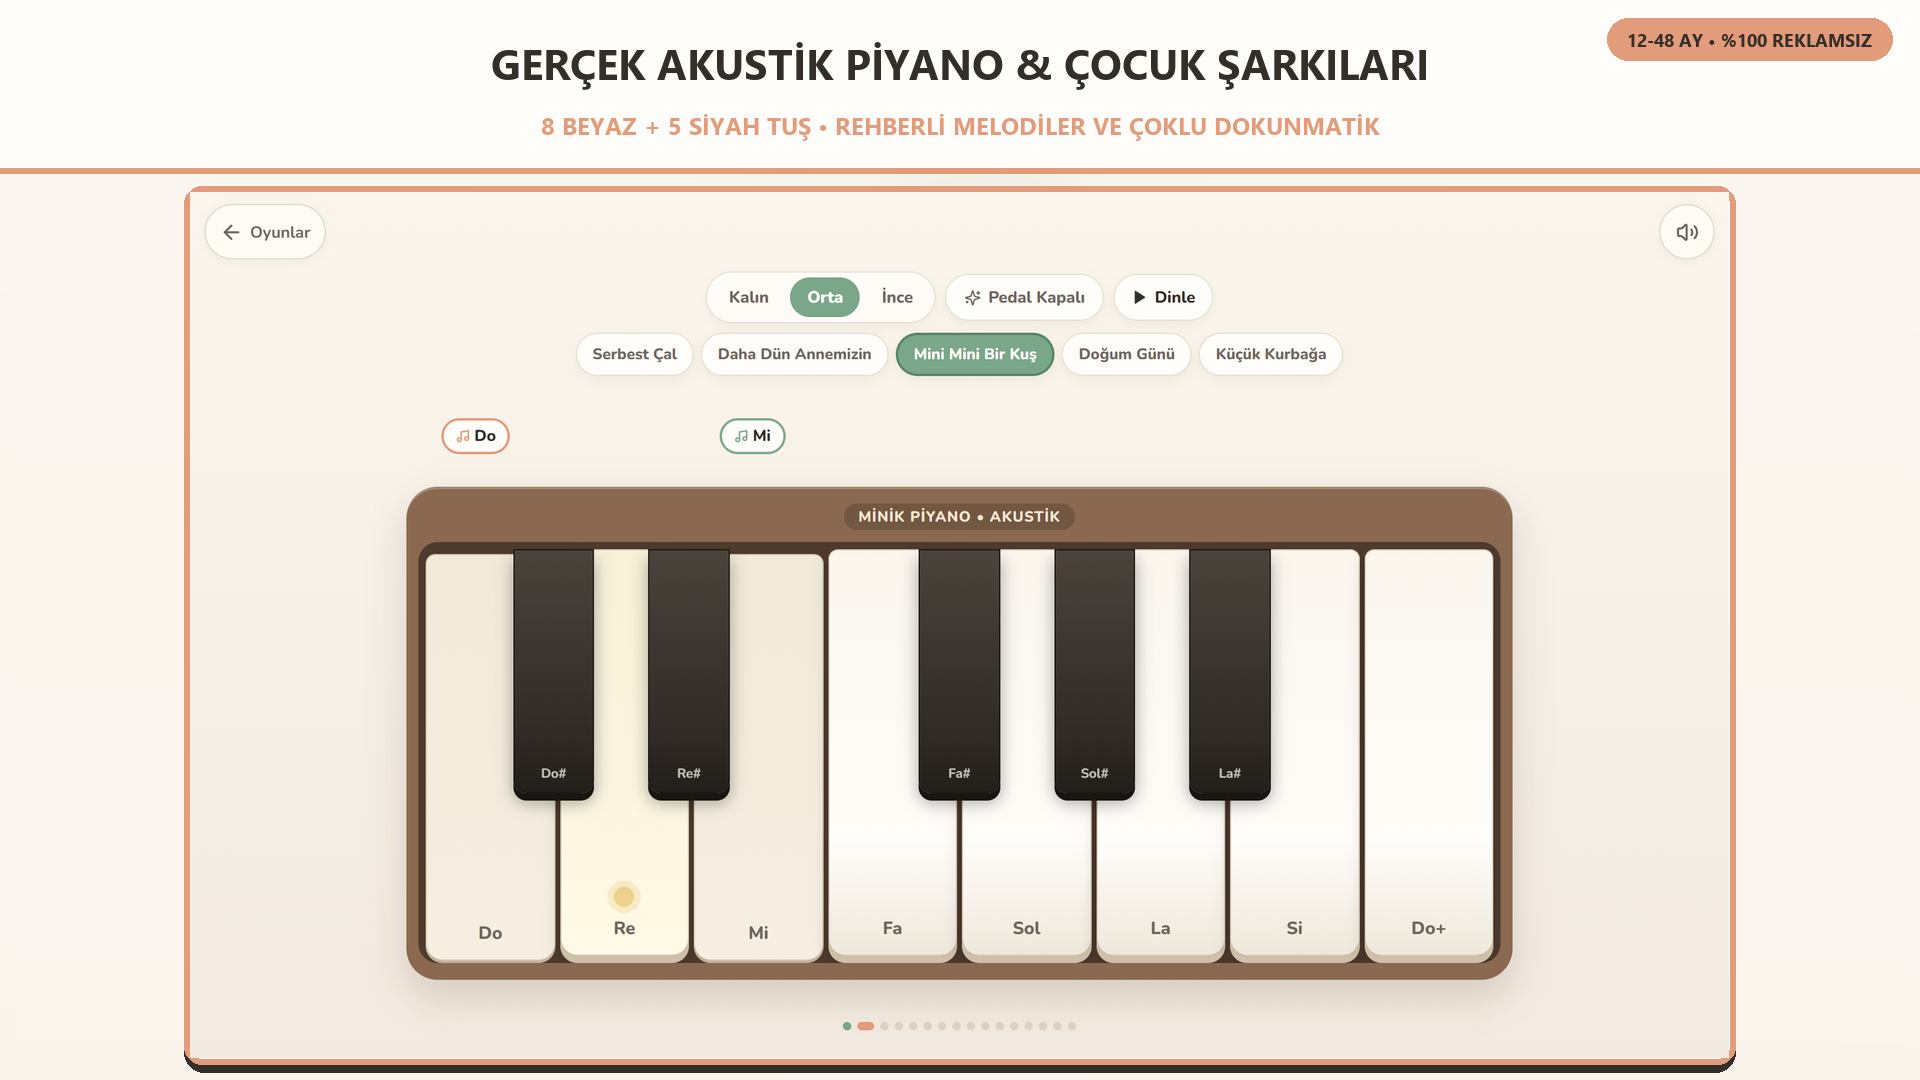 GERÇEK AKUSTİK PİYANO & ÇOCUK ŞARKILARI
12-48 AY • %100 REKLAMSIZ
8 BEYAZ + 5 SİYAH TUŞ • REHBERLİ MELODİLER VE ÇOKLU DOKUNMATİK
Oyunlar
Kalın Orta İnce Pedal Kapalı Dinle
Serbest Çal Daha Dün Annemizin Mini Mini Bir Kuş Doğum Günü Küçük Kurbağa
Do Mi
MİNİK PİYANO • AKUSTİK
Do# Re# Fa# Sol# La#
Do Re Mi Fa Sol La Si Do+